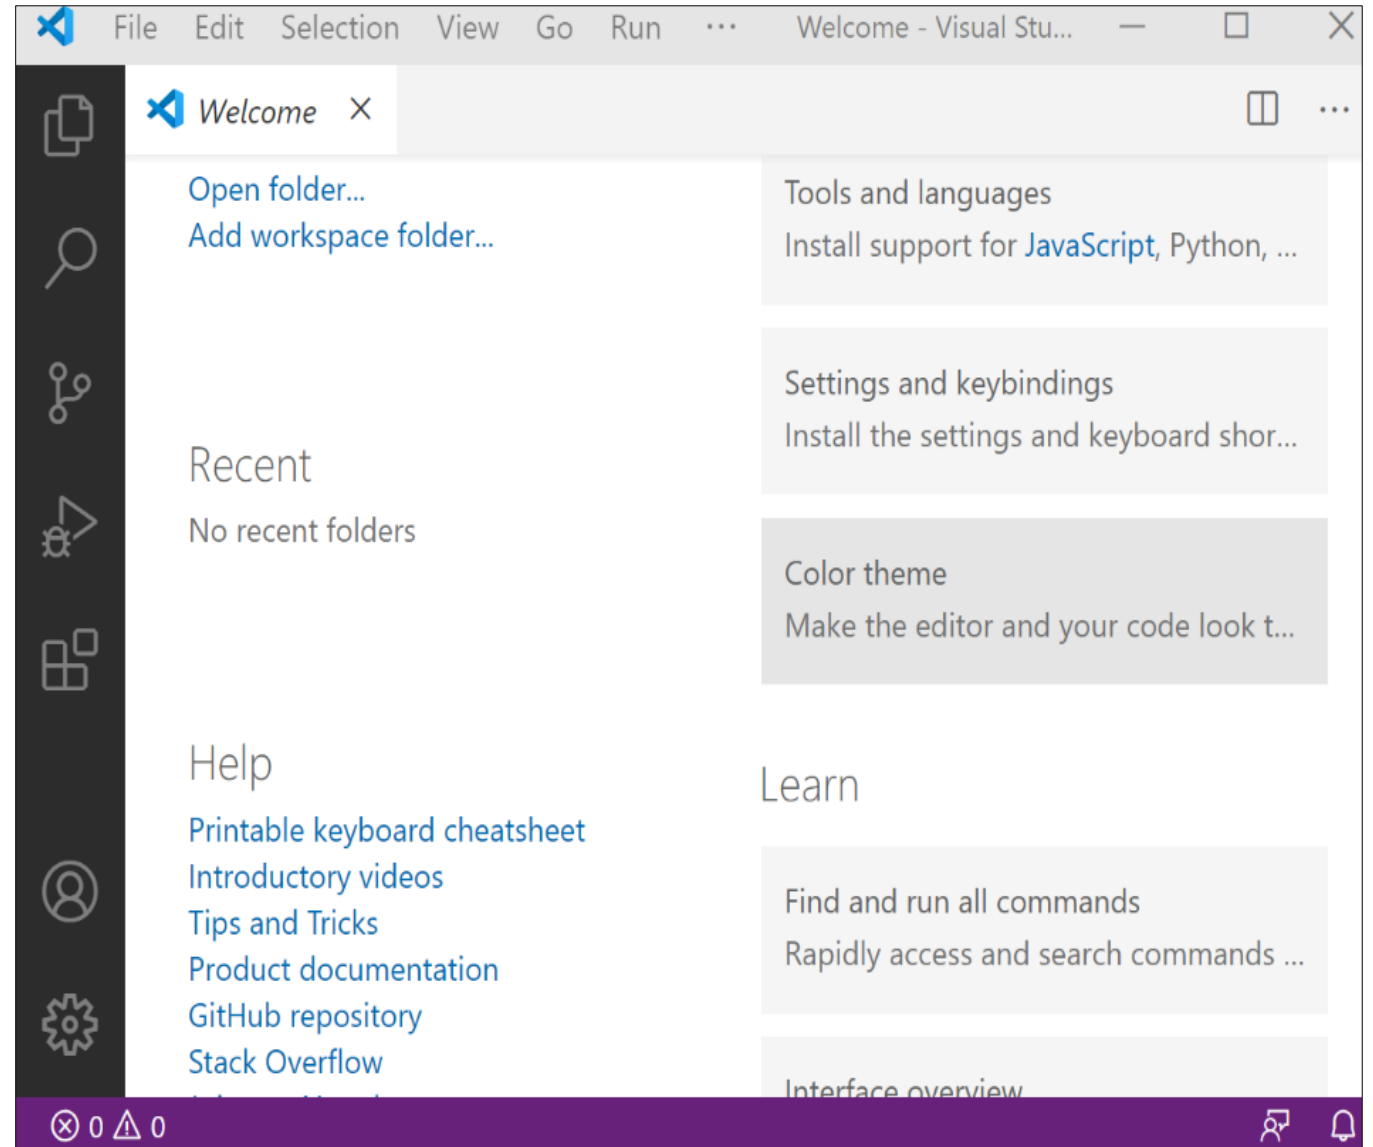 File Edit Selection View Go Run ··· Welcome - Visual Stu...
Welcome
Open folder...
Add workspace folder...
Recent
No recent folders
Help
Printable keyboard cheatsheet
Introductory videos
Tips and Tricks
Product documentation
GitHub repository
Stack Overflow
Tools and languages
Install support for JavaScript, Python, ...
Settings and keybindings
Install the settings and keyboard shor...
Color theme
Make the editor and your code look t...
Learn
Find and run all commands
Rapidly access and search commands ...
Interface overview
0 0